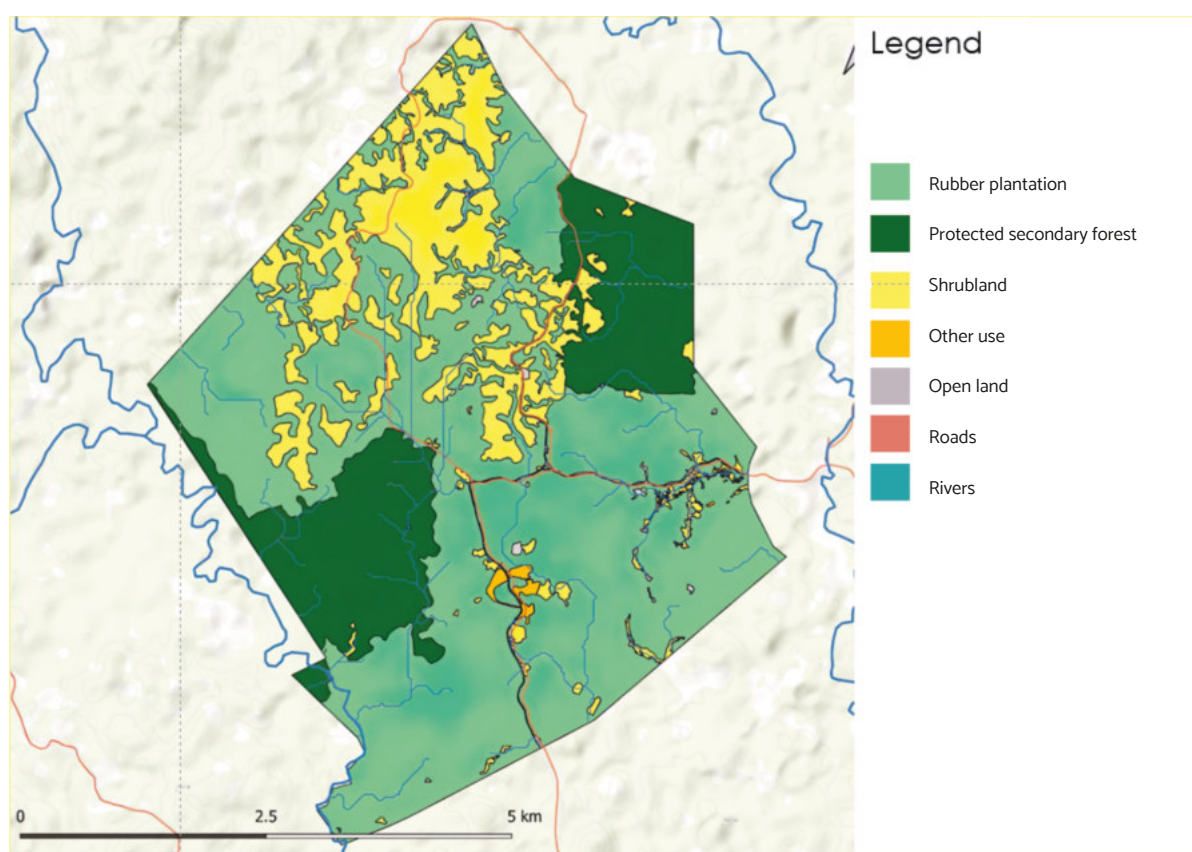 Legend
Rubber plantation
Protected secondary forest
Shrubland
Other use
Open land
Roads
Rivers
0 2.5 5 km